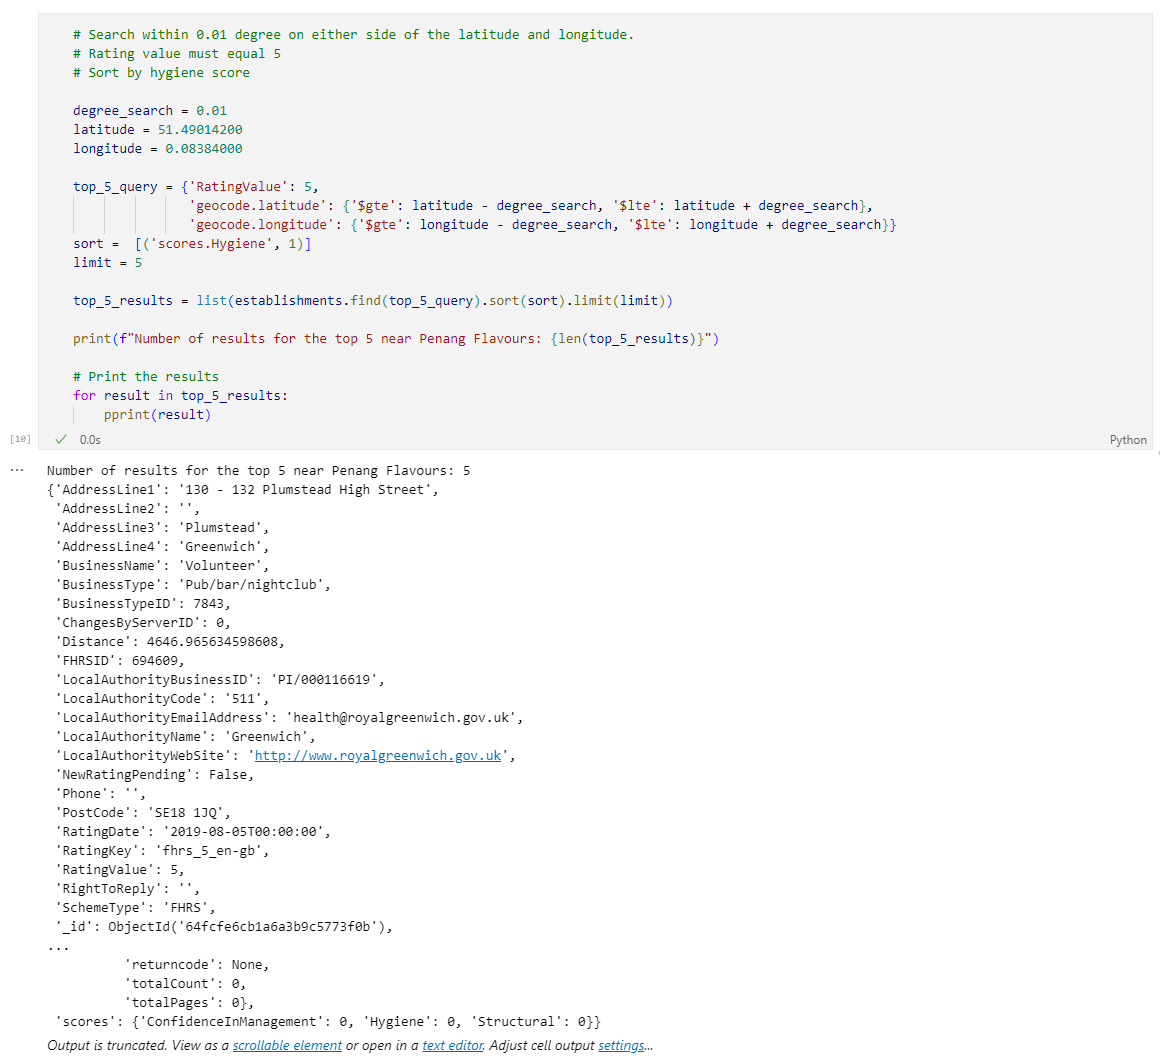 # Search within 0.01 degree on either side of the latitude and longitude.
# Rating value must equal 5
# Sort by hygiene score
degree_search = 0.01
latitude = 51.49014200
longitude = 0.08384000
top_5_query = {'RatingValue': 5,
'geocode.latitude': {'$gte': latitude - degree_search, '$lte': latitude + degree_search},
'geocode.longitude': {'$gte': longitude - degree_search, '$lte': longitude + degree_search}}
sort =  [('scores.Hygiene', 1)]
limit = 5
top_5_results = list(establishments.find(top_5_query).sort(sort).limit(limit))
print(f"Number of results for the top 5 near Penang Flavours: {len(top_5_results)}")
# Print the results
for result in top_5_results:
pprint(result)
[10] ✓ 0.0s Python
... Number of results for the top 5 near Penang Flavours: 5
{'AddressLine1': '130 - 132 Plumstead High Street',
'AddressLine2': '',
'AddressLine3': 'Plumstead',
'AddressLine4': 'Greenwich',
'BusinessName': 'Volunteer',
'BusinessType': 'Pub/bar/nightclub',
'BusinessTypeID': 7843,
'ChangesByServerID': 0,
'Distance': 4646.965634598608,
'FHRSID': 694609,
'LocalAuthorityBusinessID': 'PI/000116619',
'LocalAuthorityCode': '511',
'LocalAuthorityEmailAddress': 'health@royalgreenwich.gov.uk',
'LocalAuthorityName': 'Greenwich',
'LocalAuthorityWebSite': 'http://www.royalgreenwich.gov.uk',
'NewRatingPending': False,
'Phone': '',
'PostCode': 'SE18 1JQ',
'RatingDate': '2019-08-05T00:00:00',
'RatingKey': 'fhrs_5_en-gb',
'RatingValue': 5,
'RightToReply': '',
'SchemeType': 'FHRS',
'_id': ObjectId('64fcfe6cb1a6a3b9c5773f0b'),
...
'returncode': None,
'totalCount': 0,
'totalPages': 0},
'scores': {'ConfidenceInManagement': 0, 'Hygiene': 0, 'Structural': 0}}
Output is truncated. View as a scrollable element or open in a text editor. Adjust cell output settings...